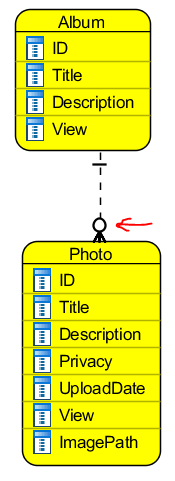 Album
ID
Title
Description
View
Photo
ID
Title
Description
Privacy
UploadDate
View
ImagePath